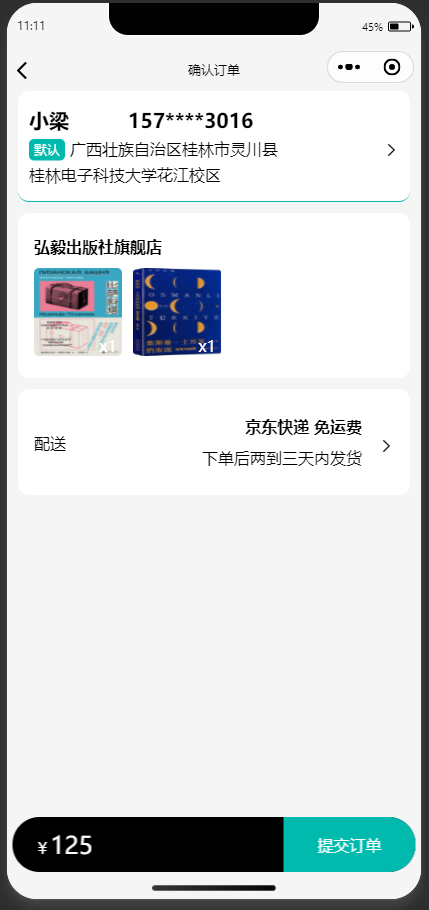 11:11
45%
确认订单
小梁 157****3016
默认 广西壮族自治区桂林市灵川县
桂林电子科技大学花江校区
弘毅出版社旗舰店
OSMANLI
TURKIYE
x1
x1
京东快递 免运费
配送
下单后两到三天内发货
¥125
提交订单